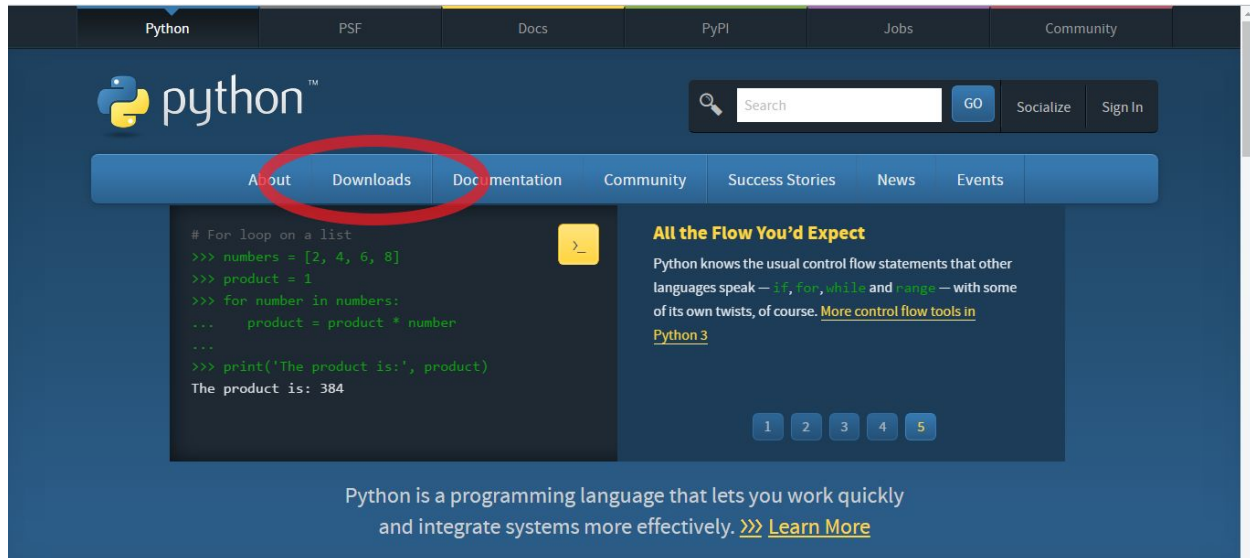 Python PSF Docs PyPI Jobs Community
python™
Search GO Socialize Sign In
About Downloads Documentation Community Success Stories News Events
# For loop on a list
>>> numbers = [2, 4, 6, 8]
>>> product = 1
>>> for number in numbers:
...    product = product * number
...
>>> print('The product is:', product)
The product is: 384
>_
All the Flow You’d Expect
Python knows the usual control flow statements that other
languages speak — if, for, while and range — with some
of its own twists, of course. More control flow tools in
Python 3
1 2 3 4 5
Python is a programming language that lets you work quickly
and integrate systems more effectively. >>> Learn More